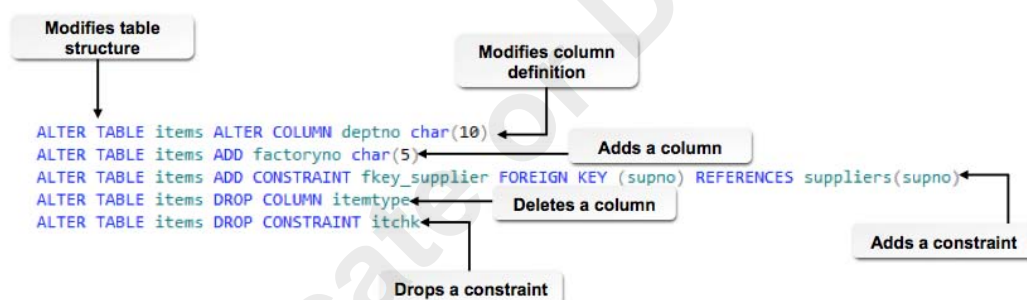 Modifies table
structure
Modifies column
definition
ALTER TABLE items ALTER COLUMN deptno char(10)
ALTER TABLE items ADD factoryno char(5)
Adds a column
ALTER TABLE items ADD CONSTRAINT fkey_supplier FOREIGN KEY (supno) REFERENCES suppliers(supno)
ALTER TABLE items DROP COLUMN itemtype
Deletes a column
ALTER TABLE items DROP CONSTRAINT itchk
Adds a constraint
Drops a constraint